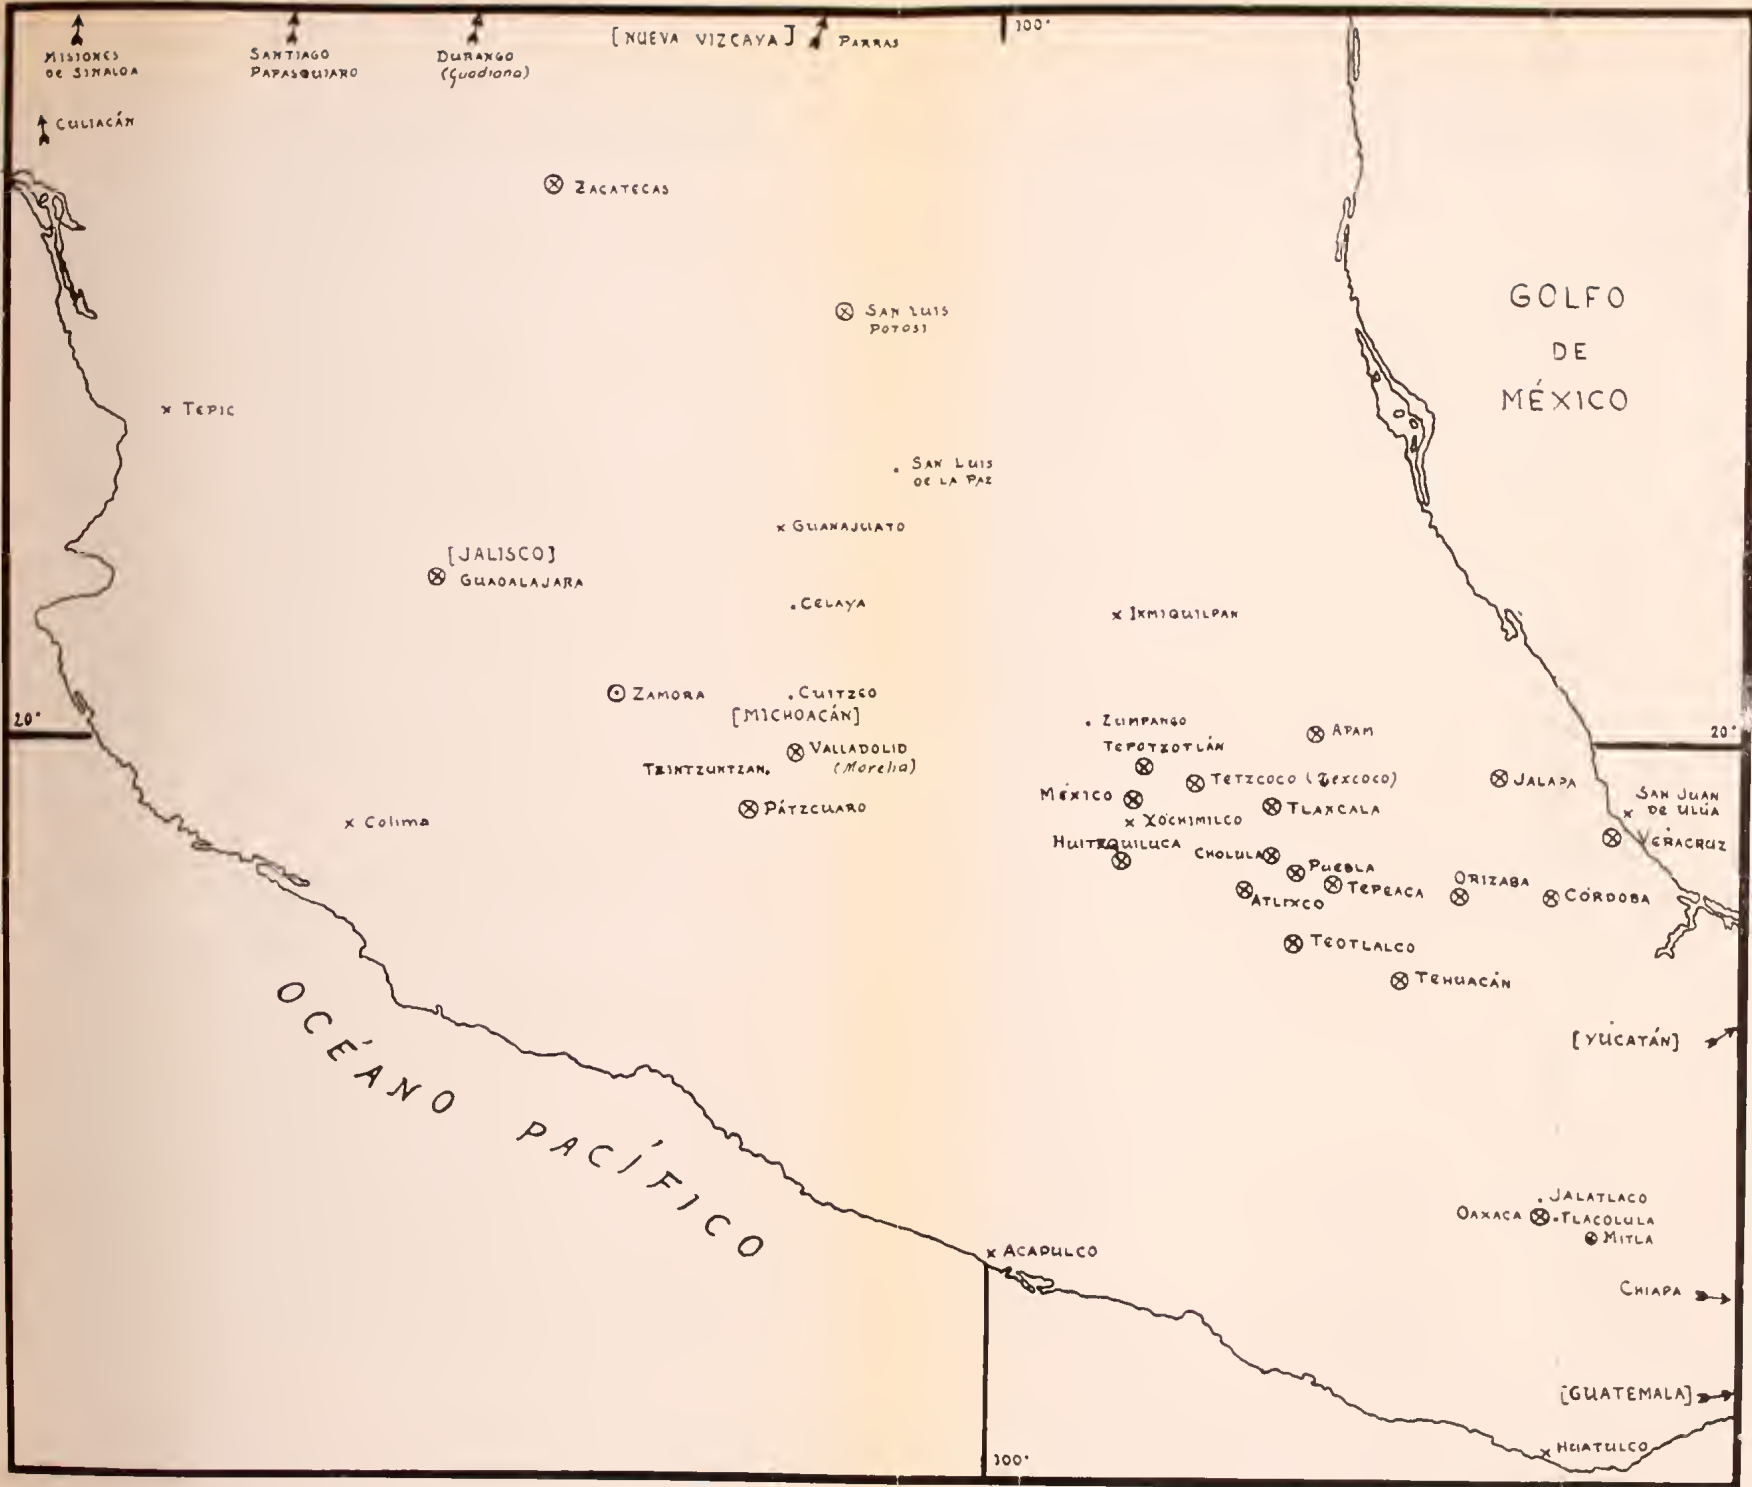 MISIONES
DE SINALOA
SANTIAGO
PAPASQUIARO
DURANGO
(Guadiana)
[NUEVA VIZCAYA]
PARRAS
100°
CULIACÁN
ZACATECAS
SAN LUIS
POTOSI
GOLFO
DE
MÉXICO
TEPIC
SAN LUIS
DE LA PAZ
GUANAJUATO
[JALISCO]
GUADALAJARA
CELAYA
IXMIQUILPAN
ZAMORA
CUITZEO
[MICHOACÁN]
20°
ZUMPANGO
APAM
20°
TEPOTZOTLÁN
VALLADOLID
(Morelia)
TZINTZUNTZAN
TETZCOCO (Texcoco)
JALAPA
MÉXICO
PÁTZCUARO
TLAXCALA
SAN JUAN
DE ULÚA
Colima
XOCHIMILCO
VERACRUZ
HUITZQUILUCA
CHOLULA
PUEBLA
TEPEACA
ORIZABA
CÓRDOBA
ATLIXCO
TEOTLALCO
TEHUACÁN
OCÉANO PACÍFICO
[YUCATÁN]
JALATLACO
OAXACA
TLACOLULA
MITLA
ACAPULCO
CHIAPA
[GUATEMALA]
HUATULCO
100°